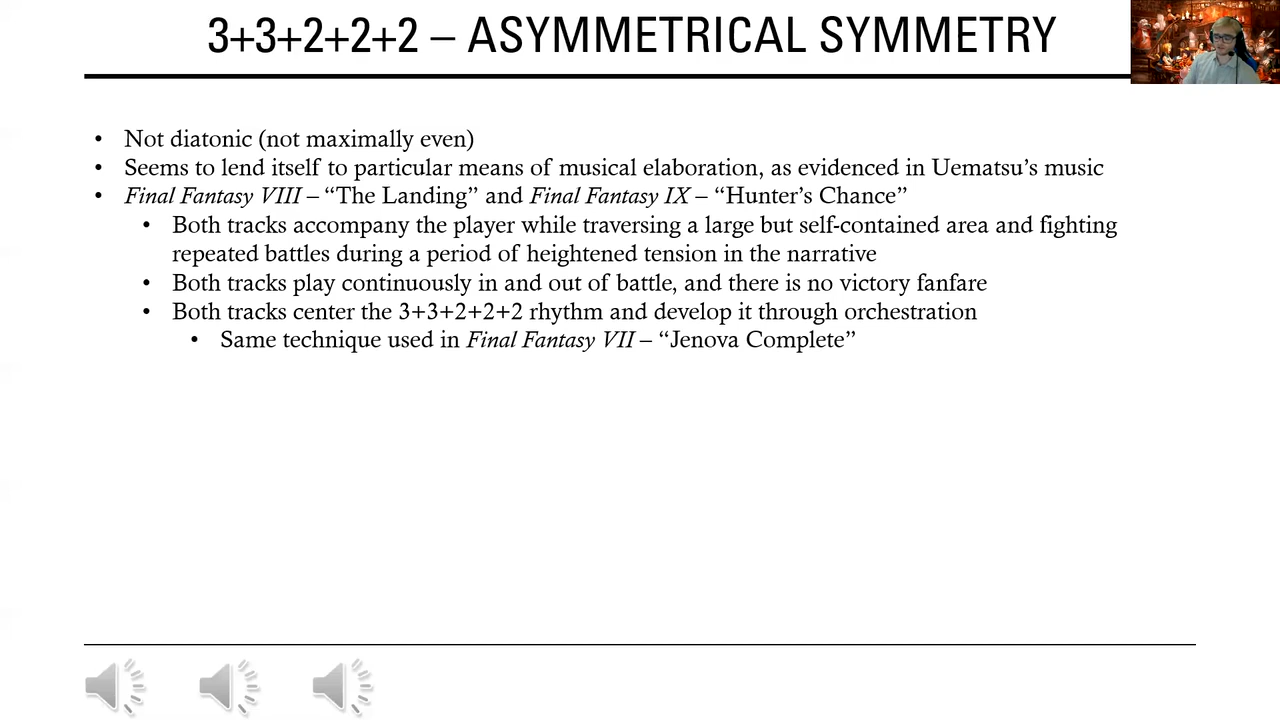 3+3+2+2+2 – ASYMMETRICAL SYMMETRY
• Not diatonic (not maximally even)
• Seems to lend itself to particular means of musical elaboration, as evidenced in Uematsu’s music
• Final Fantasy VIII – “The Landing” and Final Fantasy IX – “Hunter’s Chance”
• Both tracks accompany the player while traversing a large but self-contained area and fighting
repeated battles during a period of heightened tension in the narrative
• Both tracks play continuously in and out of battle, and there is no victory fanfare
• Both tracks center the 3+3+2+2+2 rhythm and develop it through orchestration
• Same technique used in Final Fantasy VII – “Jenova Complete”